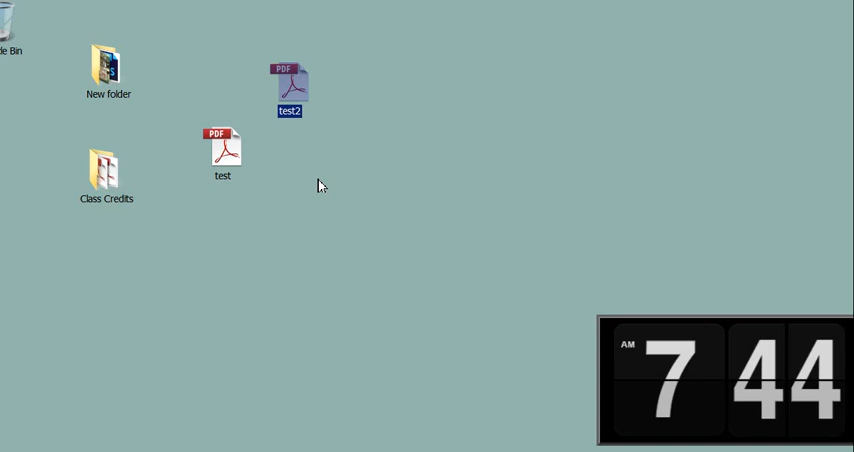 le Bin
New folder
PDF
test2
PDF
test
Class Credits
AM
7 44